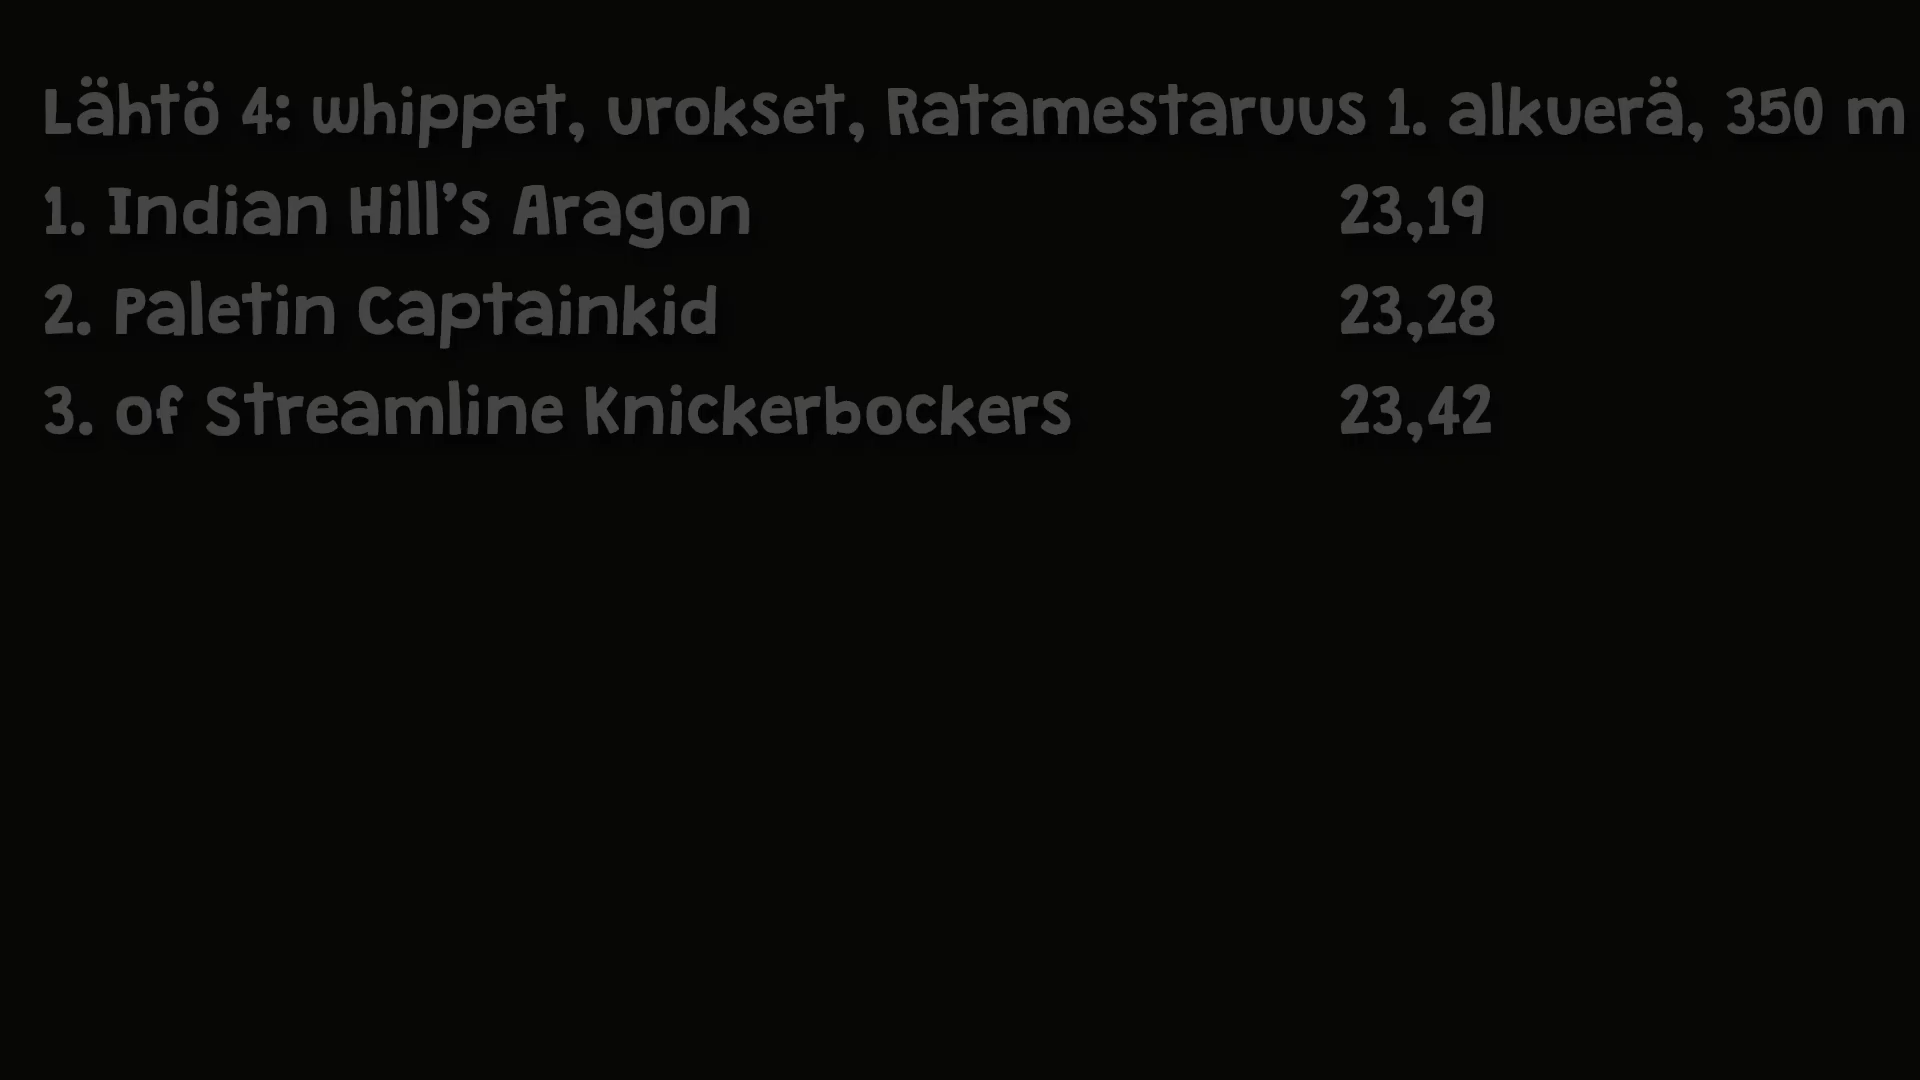 Lähtö 4: whippet, urokset, Ratamestaruus 1. alkuerä, 350 m
1. Indian Hill's Aragon 23,19
2. Paletin Captainkid 23,28
3. of Streamline Knickerbockers 23,42